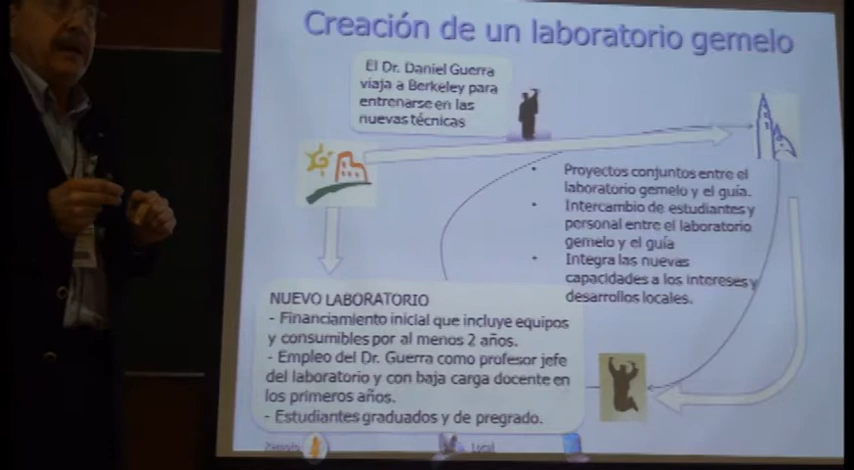 Creación de un laboratorio gemelo
El Dr. Daniel Guerra
viaja a Berkeley para
entrenarse en las
nuevas técnicas
• Proyectos conjuntos entre el
laboratorio gemelo y el guía.
• Intercambio de estudiantes y
personal entre el laboratorio
gemelo y el guía
• Integra las nuevas
capacidades a los intereses y
desarrollos locales.
NUEVO LABORATORIO
- Financiamiento inicial que incluye equipos
y consumibles por al menos 2 años.
- Empleo del Dr. Guerra como profesor jefe
del laboratorio y con baja carga docente en
los primeros años.
- Estudiantes graduados y de pregrado.